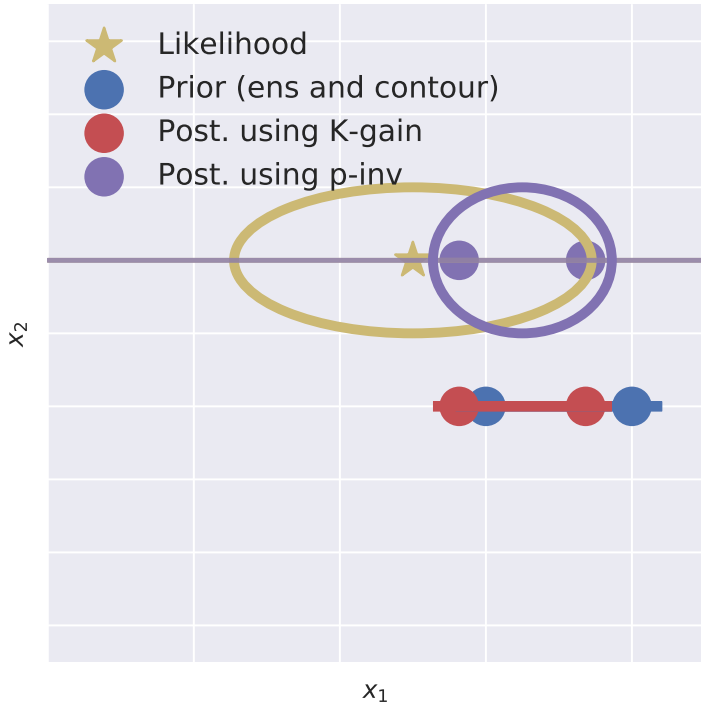 Likelihood
Prior (ens and contour)
Post. using K-gain
Post. using p-inv
x₂
x₁